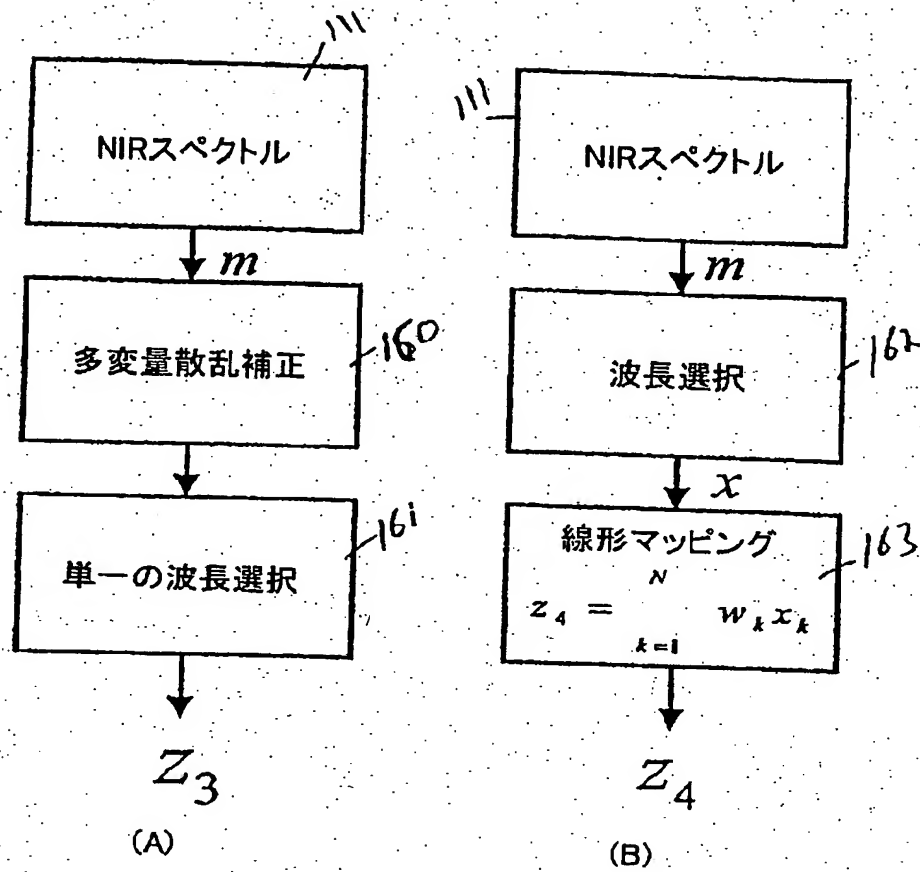 111
NIRスペクトル
m
多変量散乱補正
160
単一の波長選択
161
Z3
(A)
111
NIRスペクトル
m
波長選択
162
x
線形マッピング
163
N
z4 = wkxk
k=1
Z4
(B)